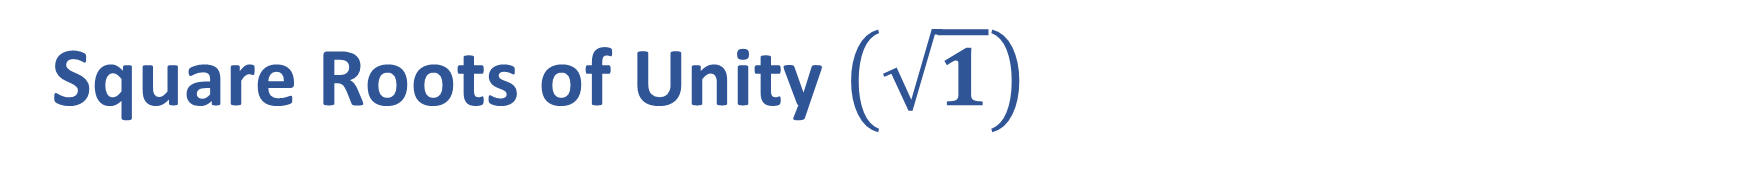 Square Roots of Unity (√1)